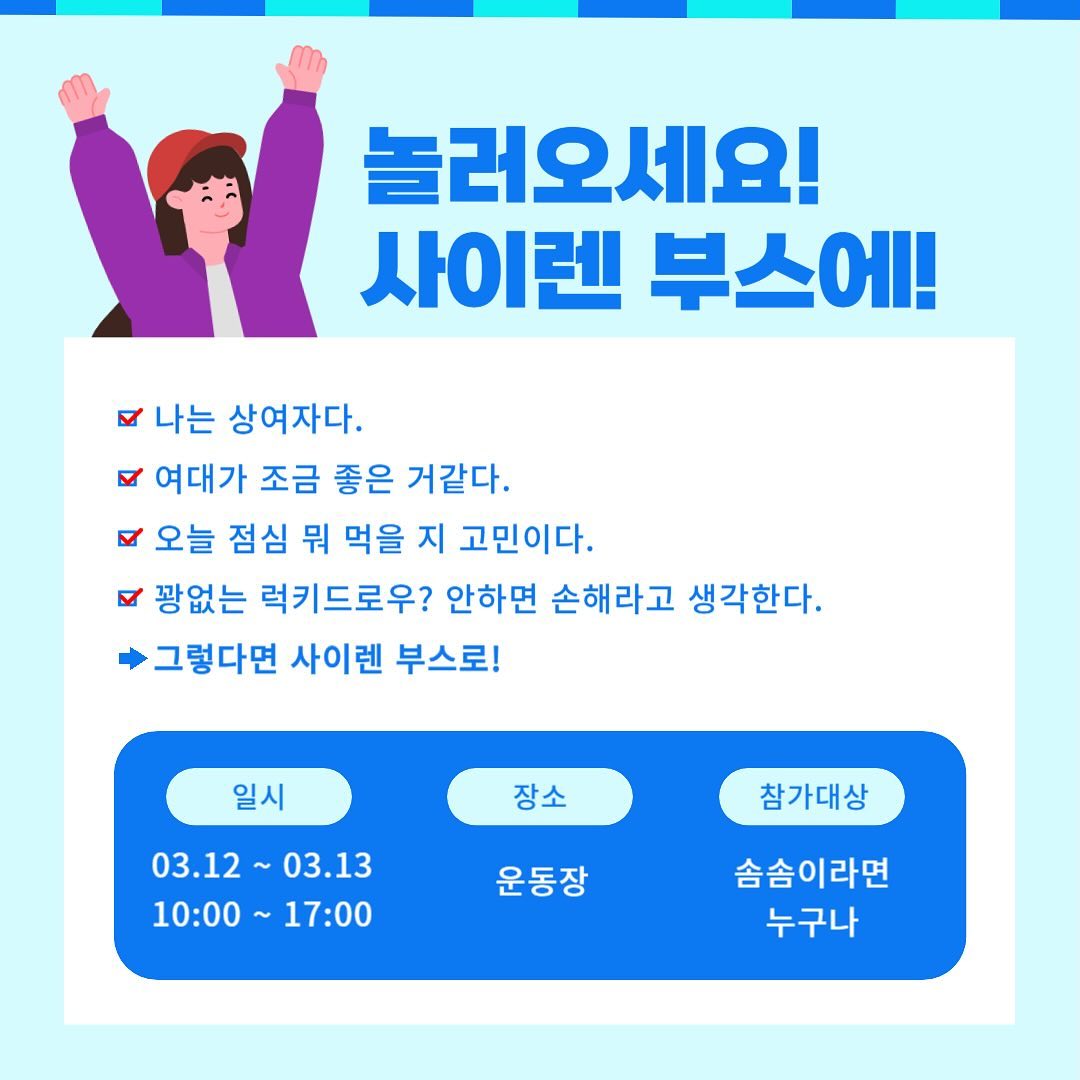 놀러오세요!
사이렌 부스에!
나는 상여자다.
여대가 조금 좋은 거같다.
오늘 점심 뭐 먹을 지 고민이다.
꽝없는 럭키드로우? 안하면 손해라고 생각한다.
그렇다면 사이렌 부스로!
일시
03.12 ~ 03.13
10:00 ~ 17:00
장소
운동장
참가대상
솜솜이라면
누구나